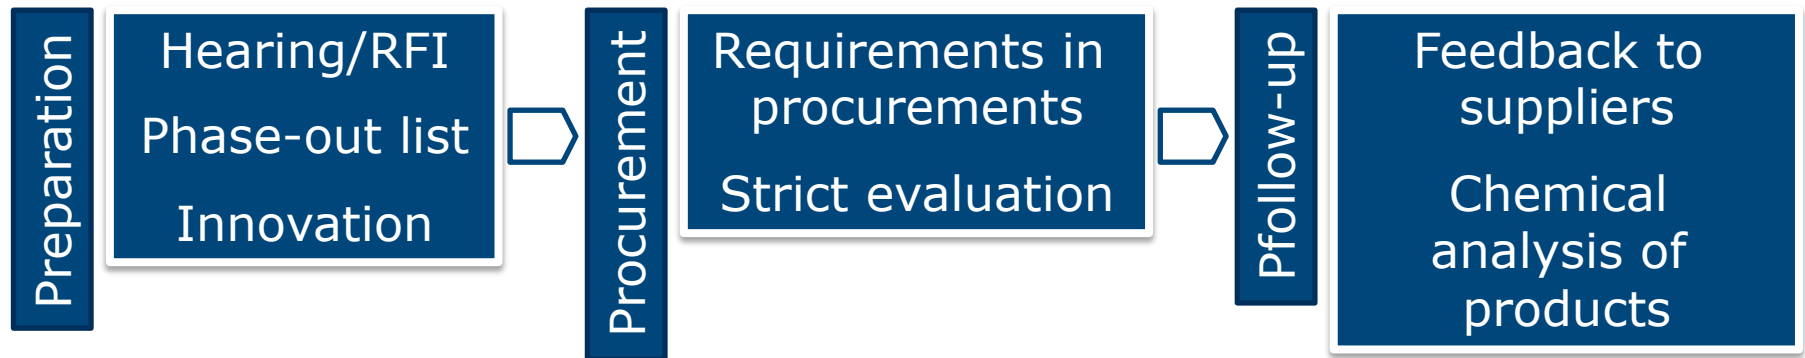 Preparation
Hearing/RFI
Phase-out list
Innovation
Procurement
Requirements in
procurements
Strict evaluation
Pfollow-up
Feedback to
suppliers
Chemical
analysis of
products